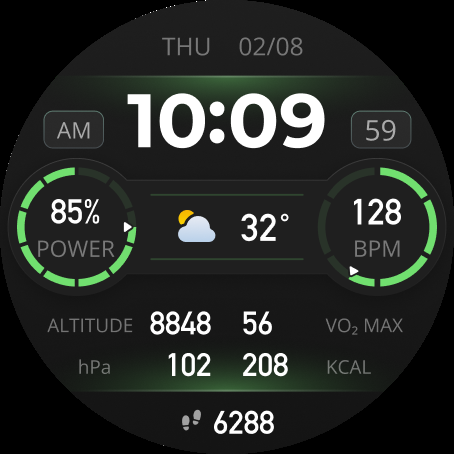 THU 02/08
10:09
AM 59
85% 32° 128
POWER BPM
ALTITUDE 8848 56 VO₂ MAX
hPa 102 208 KCAL
6288